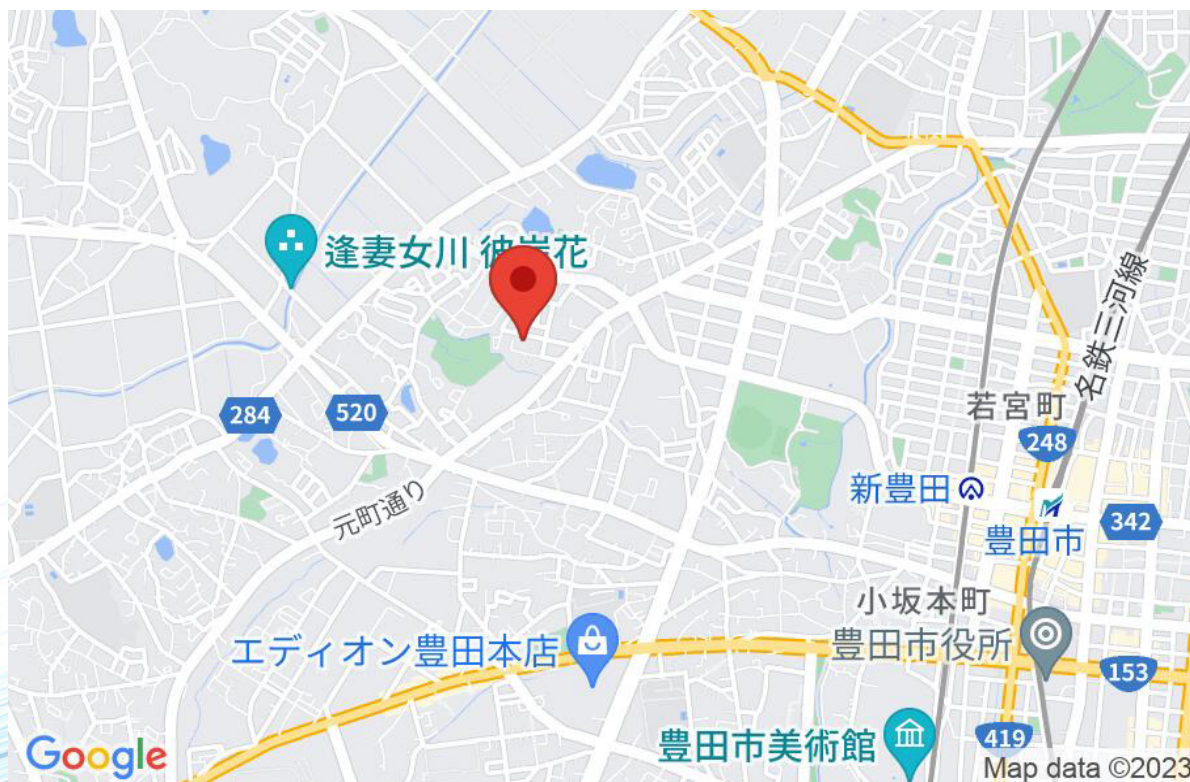 逢妻女川 彼岸花
名鉄三河線
284
520
若宮町
248
新豊田
元町通り
342
豊田市
小坂本町
エディオン豊田本店
豊田市役所
153
豊田市美術館
419
Google
Map data ©2023